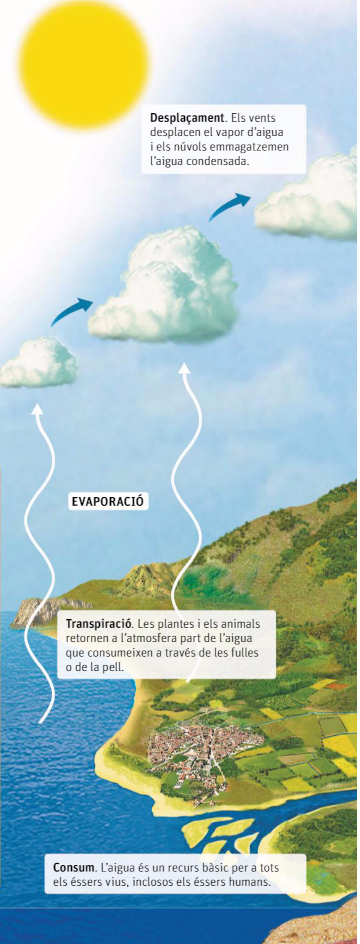 Desplaçament. Els vents
desplacen el vapor d'aigua
i els núvols emmagatzemen
l'aigua condensada.
EVAPORACIÓ
Transpiració. Les plantes i els animals
retornen a l'atmosfera part de l'aigua
que consumeixen a través de les fulles
o de la pell.
Consum. L'aigua és un recurs bàsic per a tots
els éssers vius, inclosos els éssers humans.